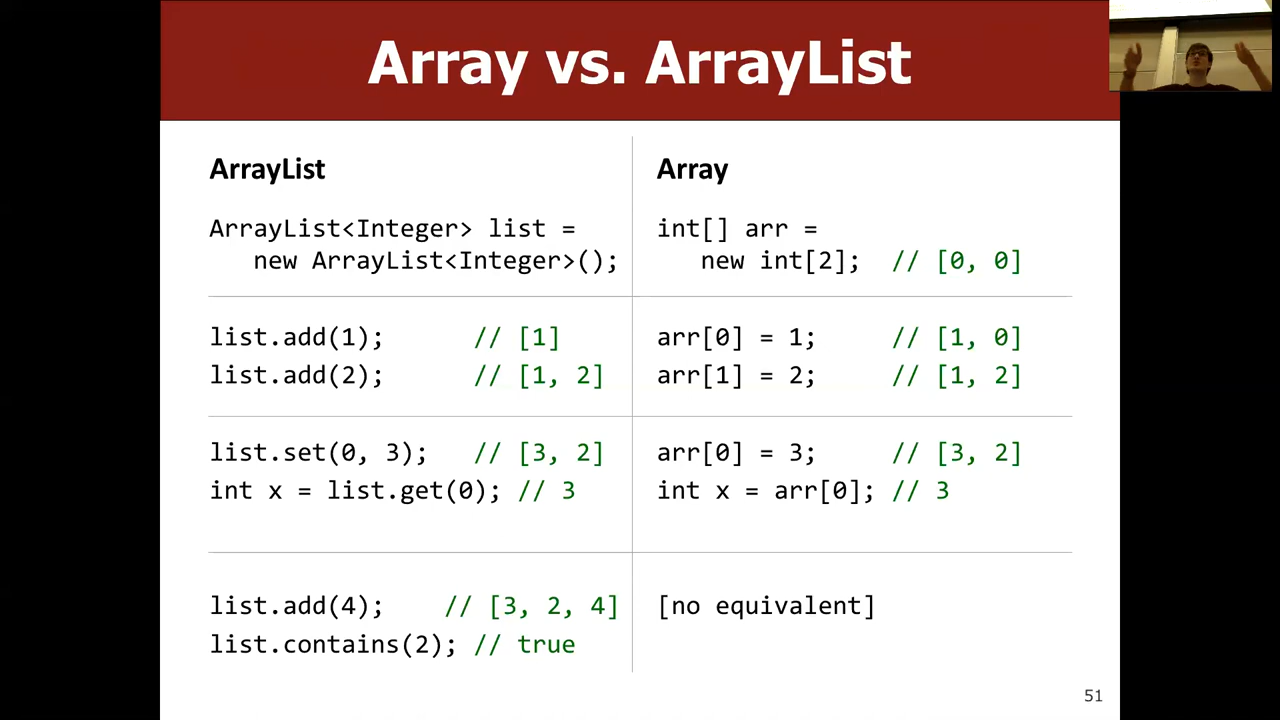 Array vs. ArrayList
ArrayList
ArrayList<Integer> list =
new ArrayList<Integer>();
list.add(1); // [1]
list.add(2); // [1, 2]
list.set(0, 3); // [3, 2]
int x = list.get(0); // 3
list.add(4); // [3, 2, 4]
list.contains(2); // true
Array
int[] arr =
new int[2]; // [0, 0]
arr[0] = 1; // [1, 0]
arr[1] = 2; // [1, 2]
arr[0] = 3; // [3, 2]
int x = arr[0]; // 3
[no equivalent]
51